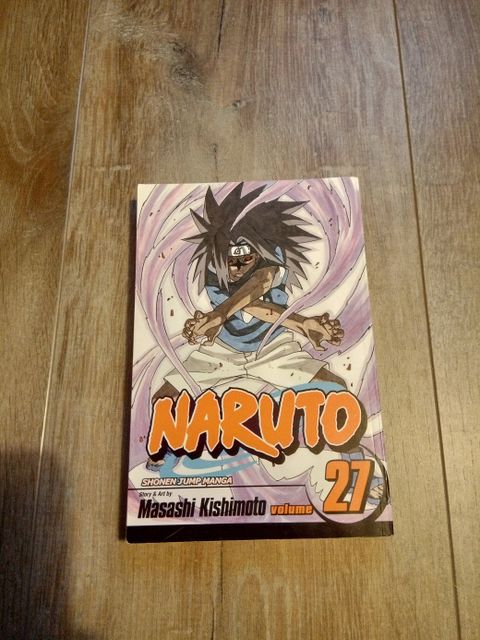 NARUTO
SHONEN JUMP MANGA
Story & Art by
Masashi Kishimoto volume 27